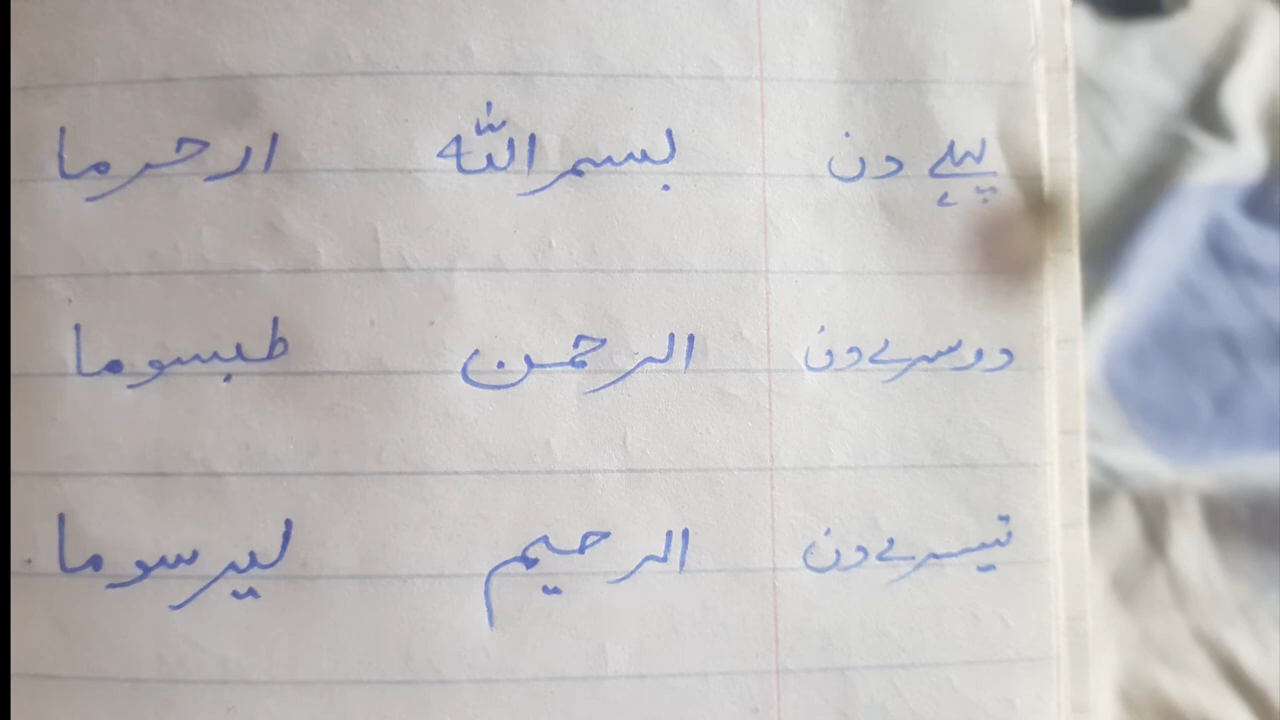 پہلے دن بسم اللہ ارحرما
دوسرے دن الرحمن طبسوما
تیسرے دن الرحیم لیرسوما